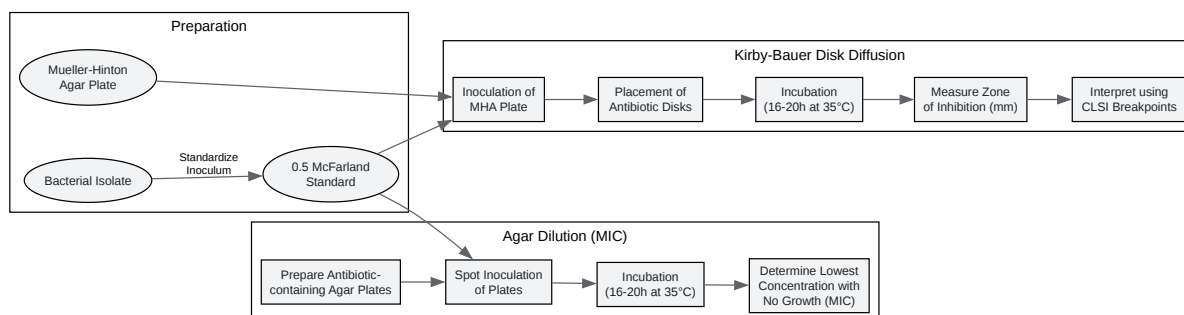 Preparation
Mueller-Hinton
Agar Plate
Bacterial Isolate
Standardize
Inoculum
0.5 McFarland
Standard
Kirby-Bauer Disk Diffusion
Inoculation of
MHA Plate
Placement of
Antibiotic Disks
Incubation
(16-20h at 35°C)
Measure Zone
of Inhibition (mm)
Interpret using
CLSI Breakpoints
Agar Dilution (MIC)
Prepare Antibiotic-
containing Agar Plates
Spot Inoculation
of Plates
Incubation
(16-20h at 35°C)
Determine Lowest
Concentration with
No Growth (MIC)